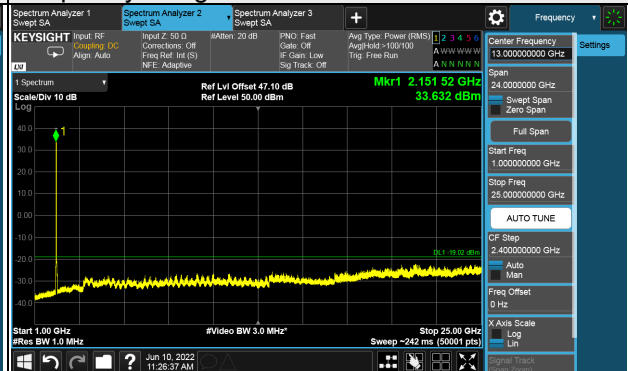 Spectrum Analyzer 1
Swept SA
Spectrum Analyzer 2
Swept SA
Spectrum Analyzer 3
Swept SA
Frequency
KEYSIGHT
LXI
Input: RF
Coupling: DC
Align: Auto
Input Z: 50 Ω
Corrections: Off
Freq Ref: Int (S)
NFE: Adaptive
#Atten: 20 dB
PNO: Fast
Gate: Off
IF Gain: Low
Sig Track: Off
Avg Type: Power (RMS)
Avg|Hold:>100/100
Trig: Free Run
1 2 3 4 5 6
A W W W W W
A N N N N N
1 Spectrum
Scale/Div 10 dB
Log
Ref Lvl Offset 47.10 dB
Ref Level 50.00 dBm
Mkr1 2.151 52 GHz
33.632 dBm
40.0
30.0
20.0
10.0
0.00
-10.0
-20.0
-30.0
-40.0
1
DL1 -19.02 dBm
Start 1.00 GHz
#Res BW 1.0 MHz
#Video BW 3.0 MHz*
Stop 25.00 GHz
Sweep ~242 ms (50001 pts)
?
Jun 10, 2022
11:26:37 AM
Center Frequency
13.000000000 GHz
Span
24.0000000 GHz
Swept Span
Zero Span
Full Span
Start Freq
1.000000000 GHz
Stop Freq
25.000000000 GHz
AUTO TUNE
CF Step
2.400000000 GHz
Auto
Man
Freq Offset
0 Hz
X Axis Scale
Log
Lin
Signal Track
(Span Zoom)
Settings